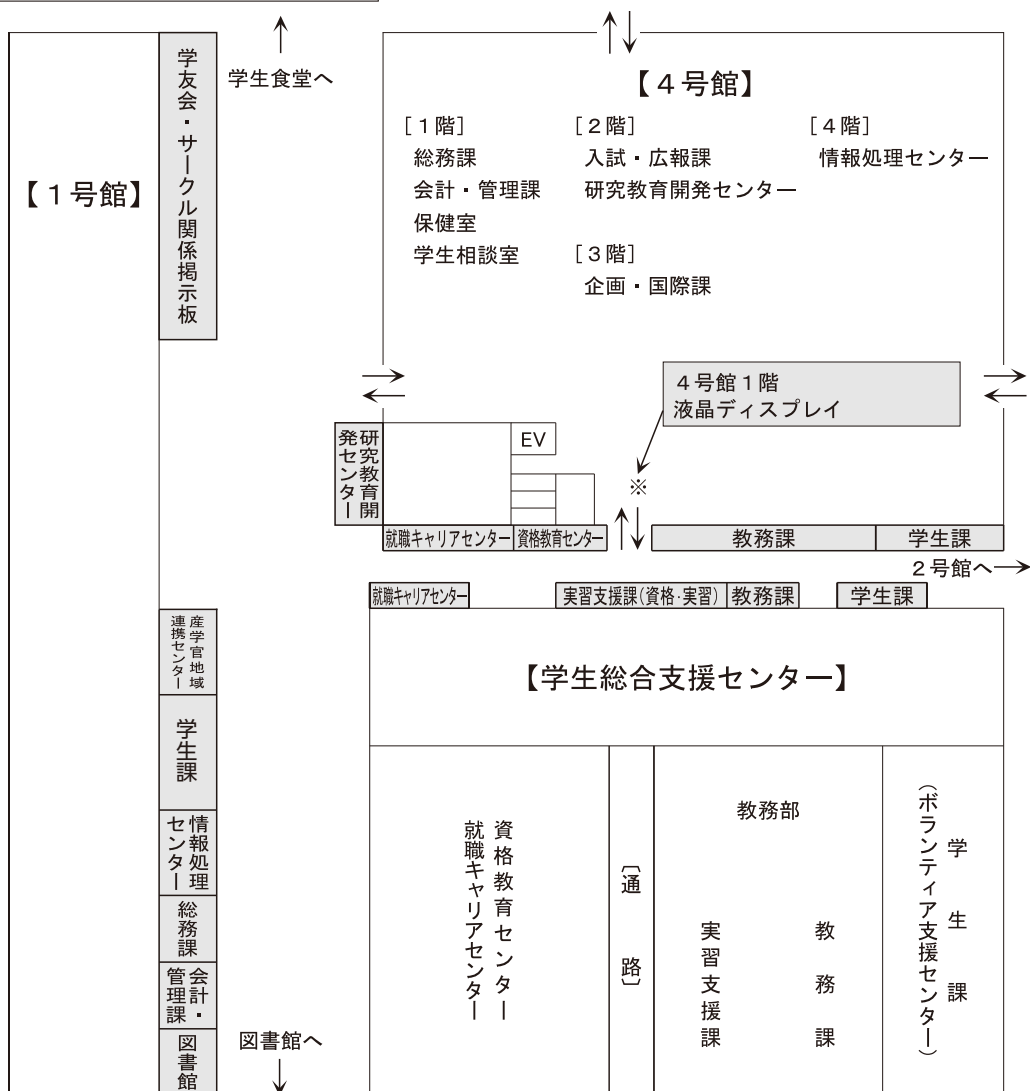 【１号館】
学友会・サークル関係掲示板
学生食堂へ
【４号館】
［１階］
総務課
会計・管理課
保健室
学生相談室
［２階］
入試・広報課
研究教育開発センター
［３階］
企画・国際課
［４階］
情報処理センター
４号館１階
液晶ディスプレイ
※
EV
研究教育開
発センター
就職キャリアセンター
資格教育センター
教務課
学生課
２号館へ
就職キャリアセンター
実習支援課（資格・実習）
教務課
学生課
【学生総合支援センター】
産学官地域
連携センター
学生課
情報処理
センター
総務課
会計・
管理課
図書館
図書館へ
資格教育センター
就職キャリアセンター
〔通路〕
教務部
実習支援課
教務課
学生課
（ボランティア支援センター）